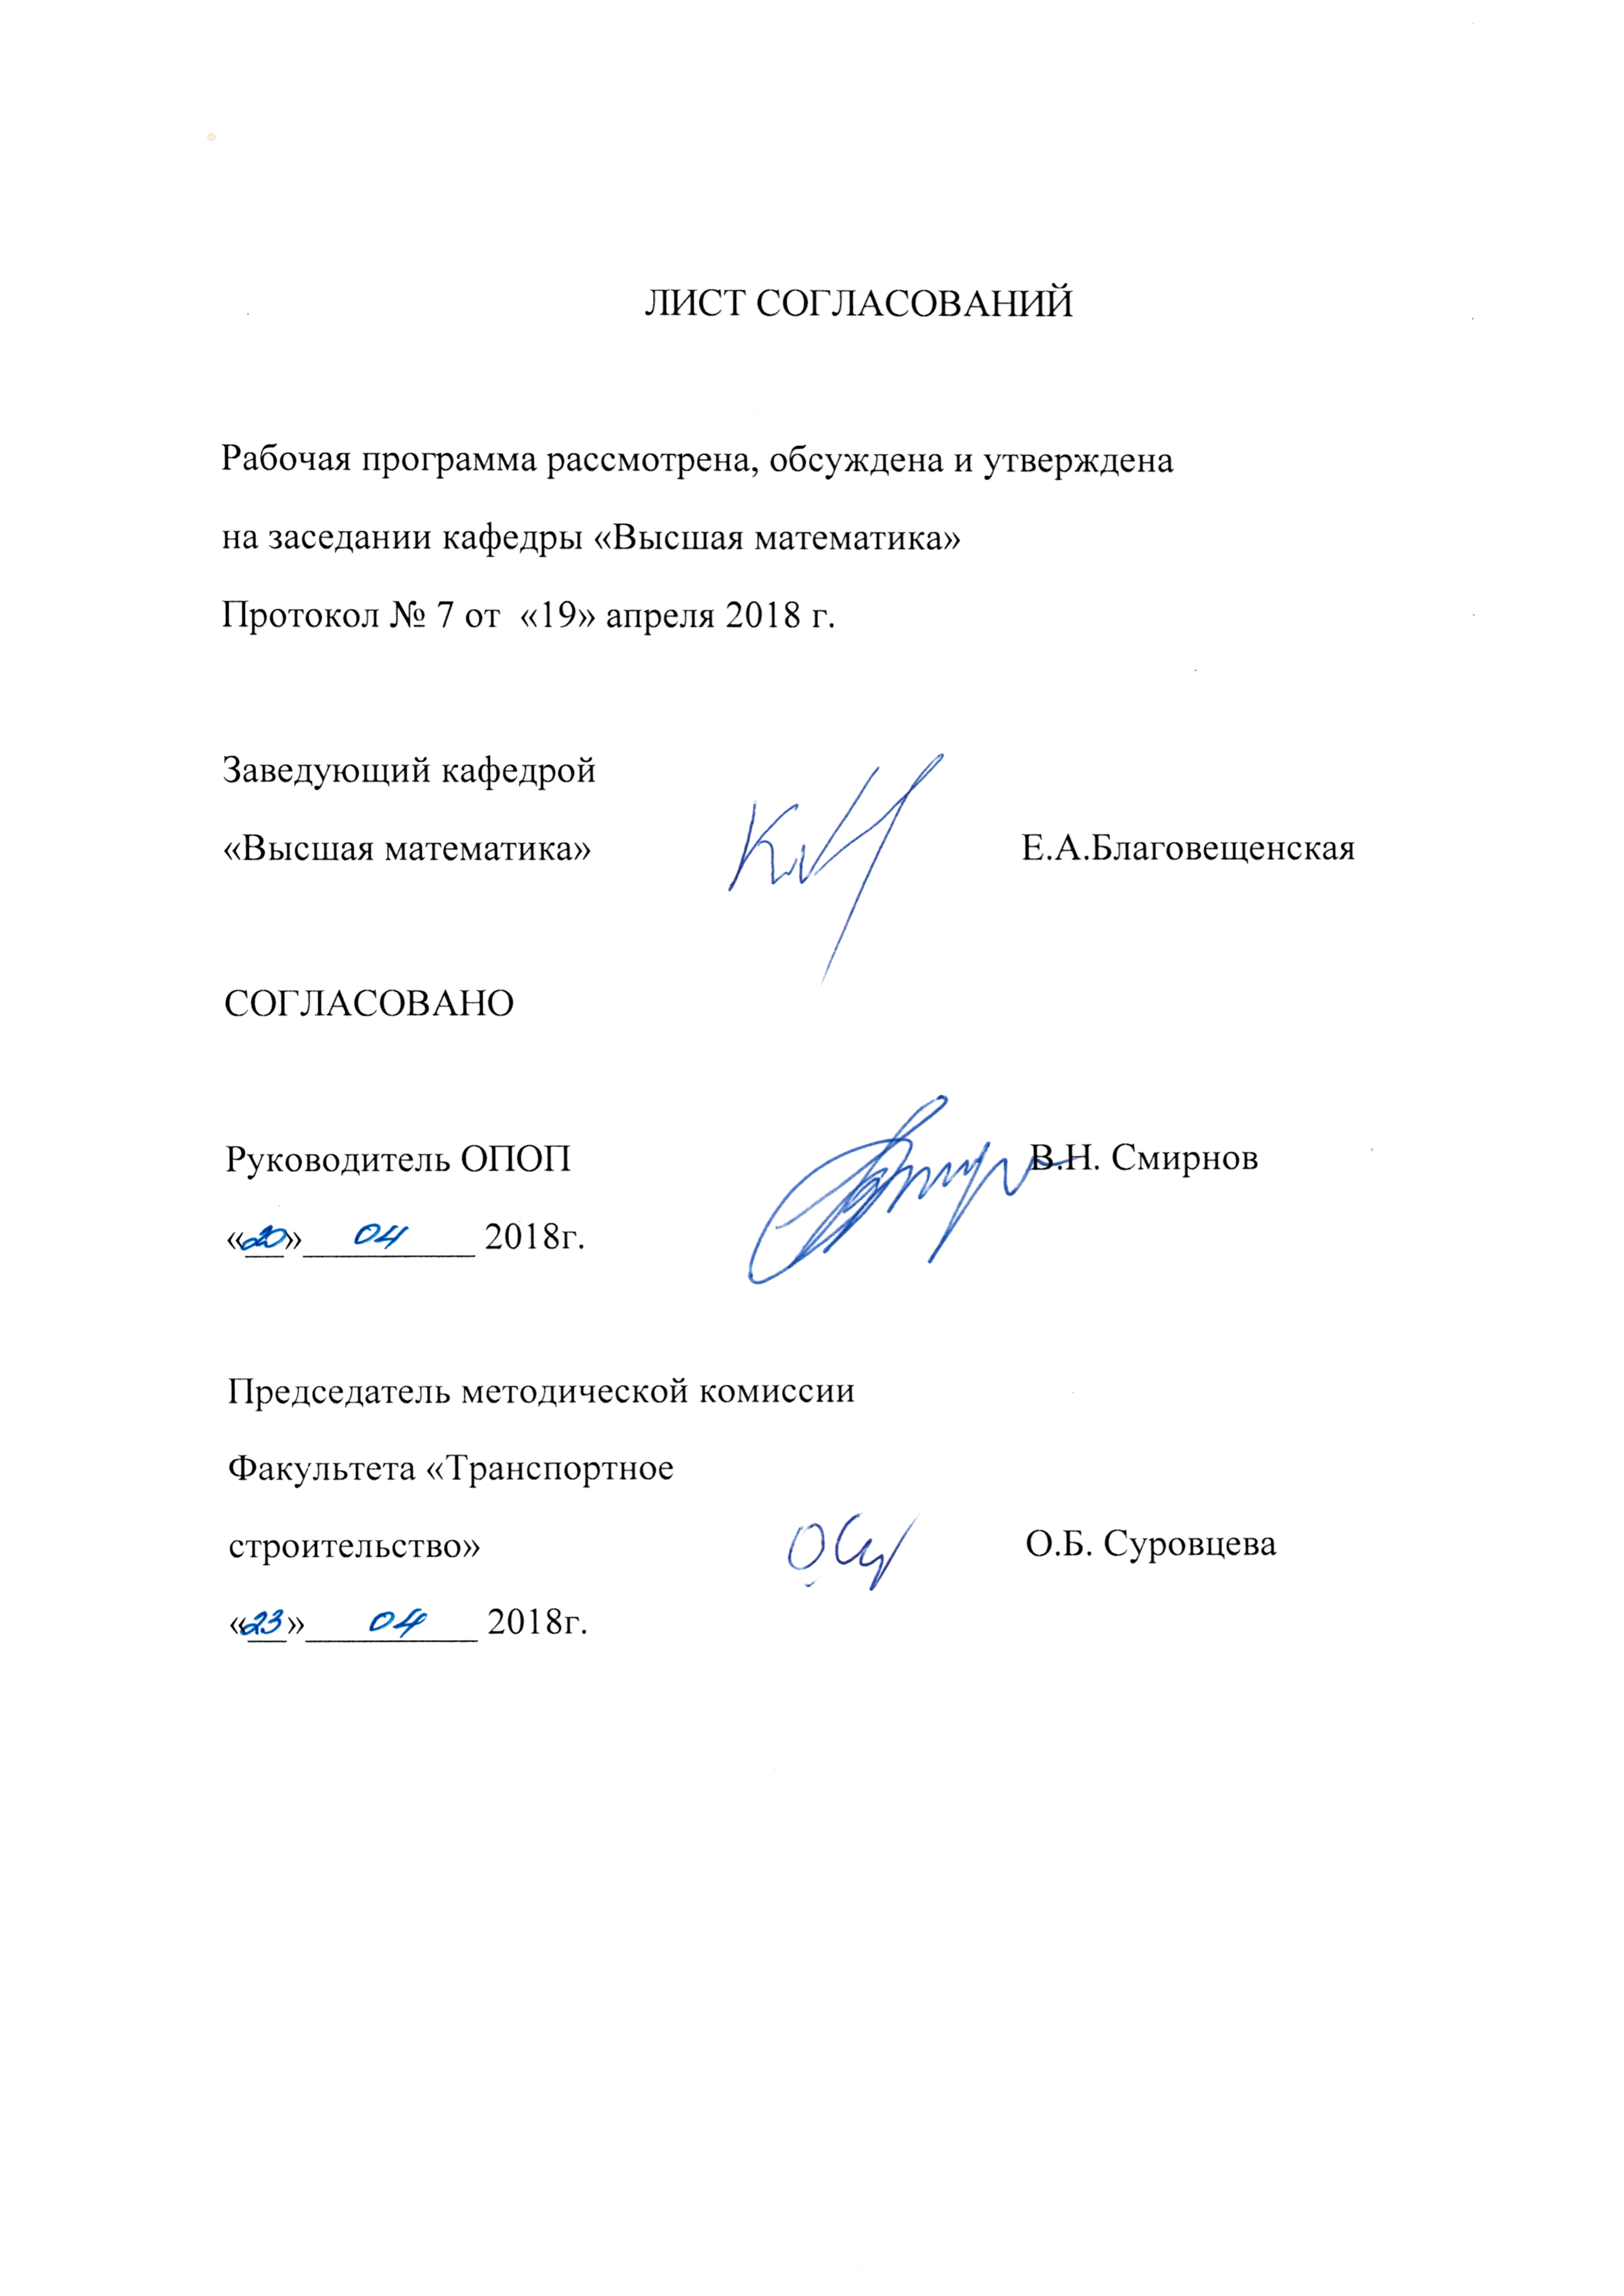 ЛИСТ СОГЛАСОВАНИЙ
Рабочая программа рассмотрена, обсуждена и утверждена
на заседании кафедры «Высшая математика»
Протокол № 7 от «19» апреля 2018 г.
Заведующий кафедрой
«Высшая математика» Е.А.Благовещенская
СОГЛАСОВАНО
Руководитель ОПОП В.Н. Смирнов
«20» 04 2018г.
Председатель методической комиссии
Факультета «Транспортное
строительство» О.Б. Суровцева
«23» 04 2018г.